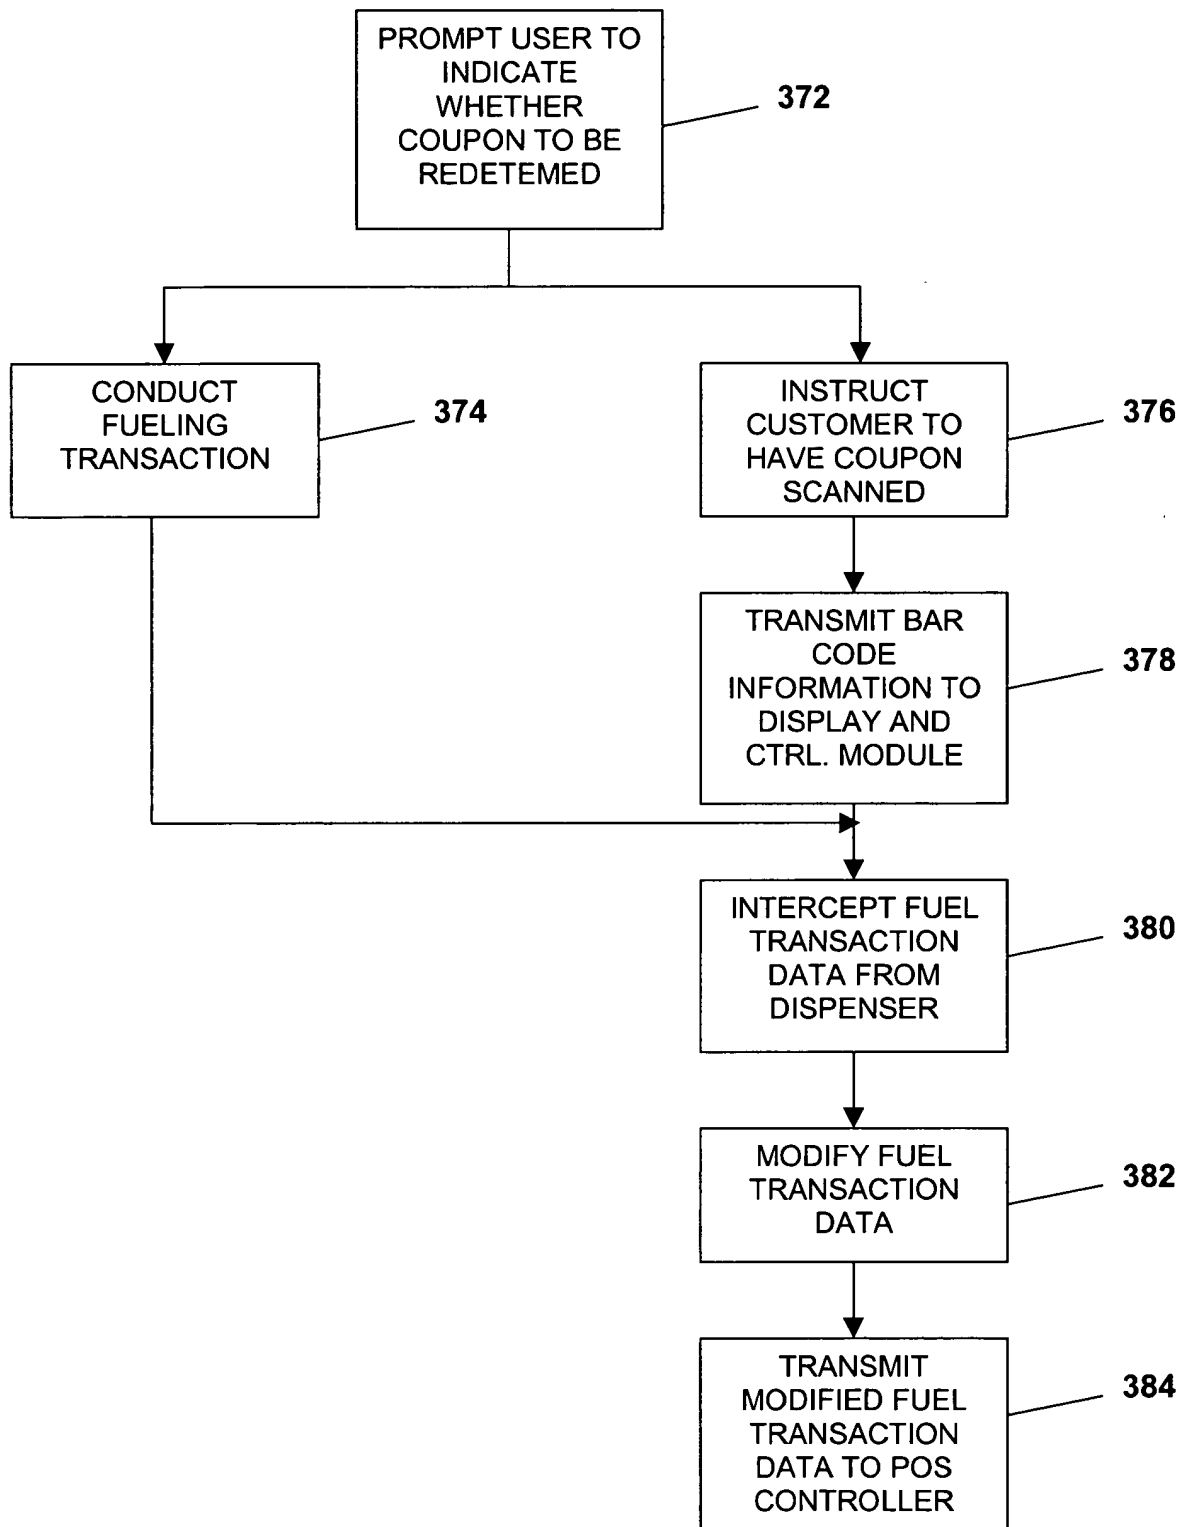 PROMPT USER TO
INDICATE
WHETHER
COUPON TO BE
REDETEMED
372
CONDUCT
FUELING
TRANSACTION
374
INSTRUCT
CUSTOMER TO
HAVE COUPON
SCANNED
376
TRANSMIT BAR
CODE
INFORMATION TO
DISPLAY AND
CTRL. MODULE
378
INTERCEPT FUEL
TRANSACTION
DATA FROM
DISPENSER
380
MODIFY FUEL
TRANSACTION
DATA
382
TRANSMIT
MODIFIED FUEL
TRANSACTION
DATA TO POS
CONTROLLER
384